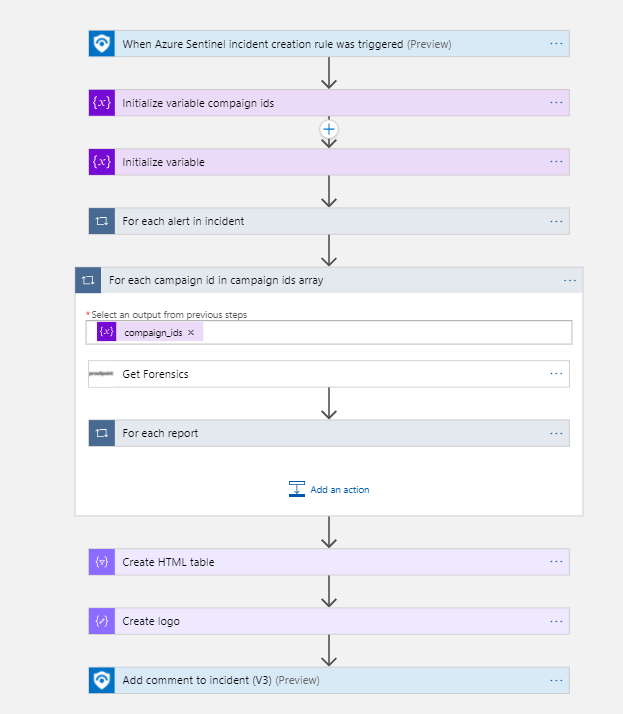 When Azure Sentinel incident creation rule was triggered (Preview)
{x} Initialize variable compaign ids
{x} Initialize variable
For each alert in incident
For each campaign id in campaign ids array
* Select an output from previous steps
{x} compaign_ids ×
proofpoint Get Forensics
For each report
Add an action
Create HTML table
Create logo
Add comment to incident (V3) (Preview)